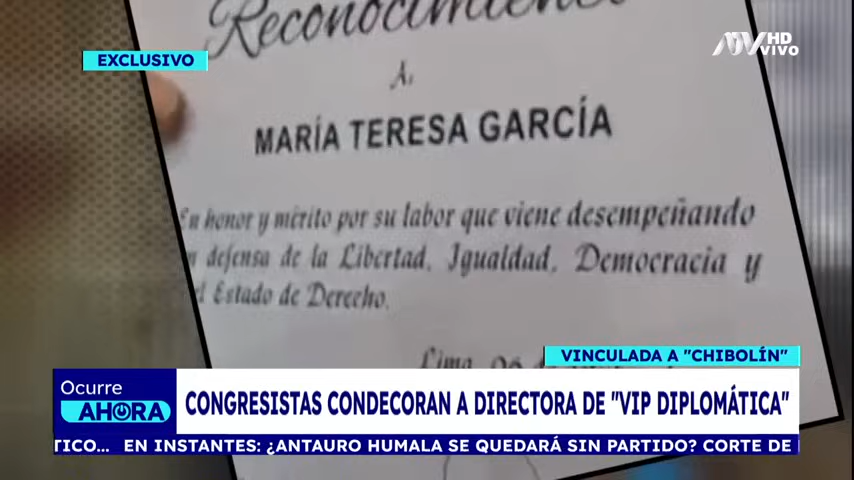 EXCLUSIVO
ATV HD
VIVO
Reconocimiento
A:
MARÍA TERESA GARCÍA
En honor y mérito por su labor que viene desempeñando
defensa de la Libertad, Igualdad, Democracia y
Estado de Derecho.
Lima,
VINCULADA A "CHIBOLÍN"
Ocurre
AHORA
CONGRESISTAS CONDECORAN A DIRECTORA DE "VIP DIPLOMÁTICA"
TICO... EN INSTANTES: ¿ANTAURO HUMALA SE QUEDARÁ SIN PARTIDO? CORTE DE